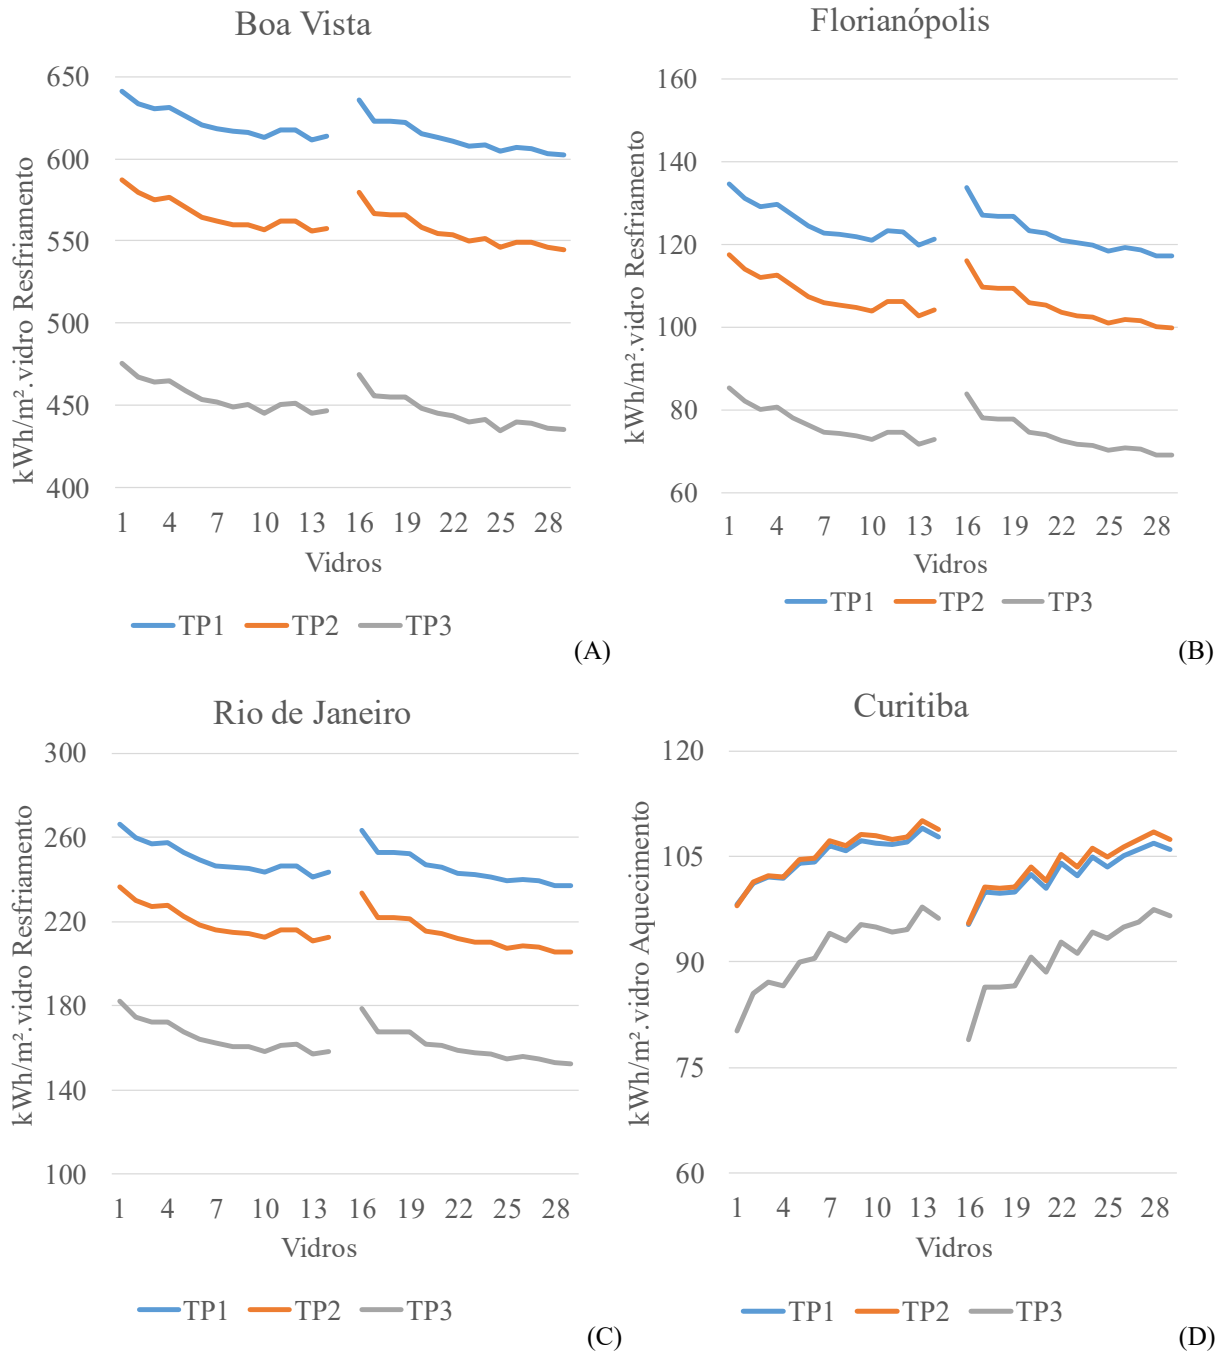 Boa Vista
kWh/m².vidro Resfriamento
650
600
550
500
450
400
1 4 7 10 13 16 19 22 25 28
Vidros
TP1 TP2 TP3
(A)
Florianópolis
kWh/m².vidro Resfriamento
160
140
120
100
80
60
1 4 7 10 13 16 19 22 25 28
Vidros
TP1 TP2 TP3
(B)
Rio de Janeiro
kWh/m².vidro Resfriamento
300
260
220
180
140
100
1 4 7 10 13 16 19 22 25 28
Vidros
TP1 TP2 TP3
(C)
Curitiba
kWh/m².vidro Aquecimento
120
105
90
75
60
1 4 7 10 13 16 19 22 25 28
Vidros
TP1 TP2 TP3
(D)